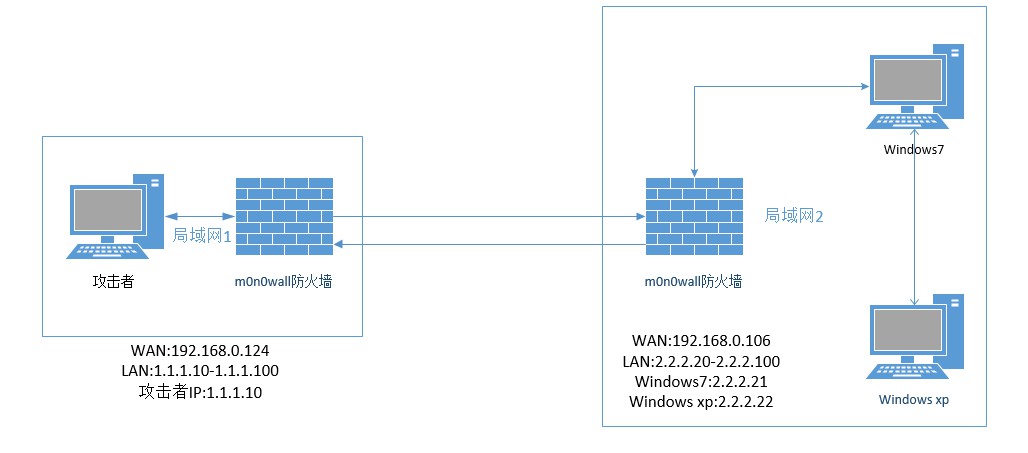 Windows7
局域网1
局域网2
攻击者
m0n0wall防火墙
m0n0wall防火墙
WAN:192.168.0.124
LAN:1.1.1.10-1.1.1.100
攻击者IP:1.1.1.10
WAN:192.168.0.106
LAN:2.2.2.20-2.2.2.100
Windows7:2.2.2.21
Windows xp:2.2.2.22
Windows xp